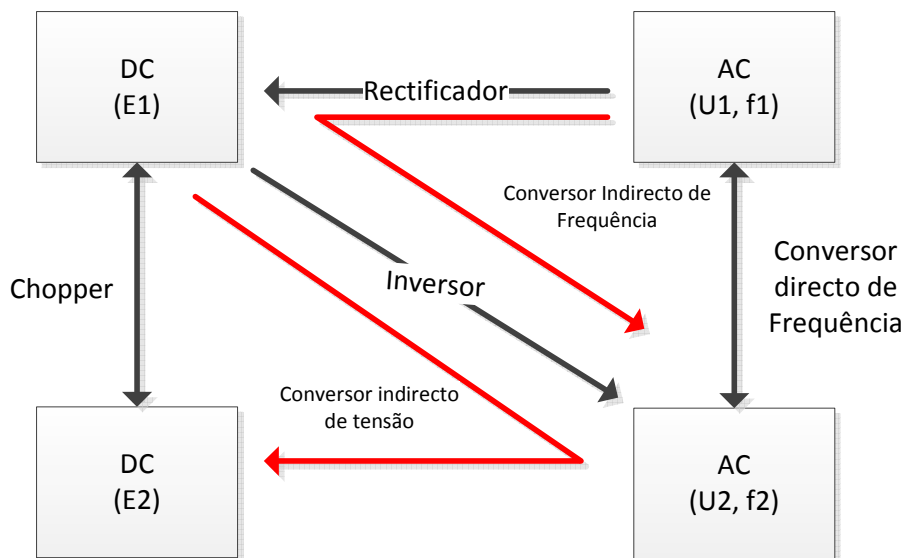 DC
(E1)
AC
(U1, f1)
Rectificador
Conversor Indirecto de
Frequência
Chopper
Inversor
Conversor
directo de
Frequência
Conversor indirecto
de tensão
DC
(E2)
AC
(U2, f2)